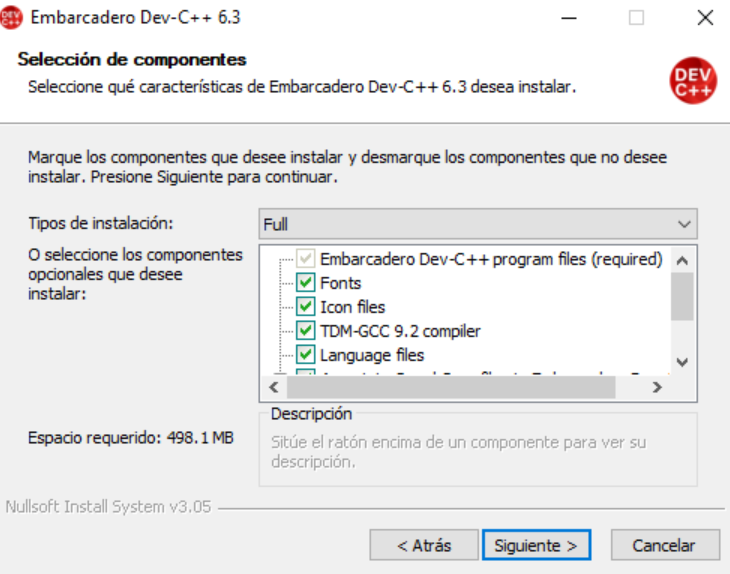 Embarcadero Dev-C++ 6.3
Selección de componentes
Seleccione qué características de Embarcadero Dev-C++ 6.3 desea instalar.
DEV
C++
Marque los componentes que desee instalar y desmarque los componentes que no desee
instalar. Presione Siguiente para continuar.
Tipos de instalación:
Full
O seleccione los componentes
opcionales que desee
instalar:
Embarcadero Dev-C++ program files (required)
Fonts
Icon files
TDM-GCC 9.2 compiler
Language files
Espacio requerido: 498.1 MB
Descripción
Sitúe el ratón encima de un componente para ver su
descripción.
Nullsoft Install System v3.05
< Atrás
Siguiente >
Cancelar